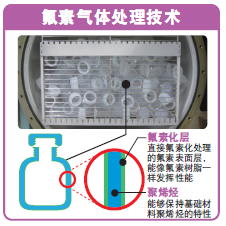 氟素气体处理技术
氟素化层
直接氟素化处理
的氟素表面层,
能像氟素树脂一
样发挥性能
聚烯烃
能够保持基础材
料聚烯烃的特性